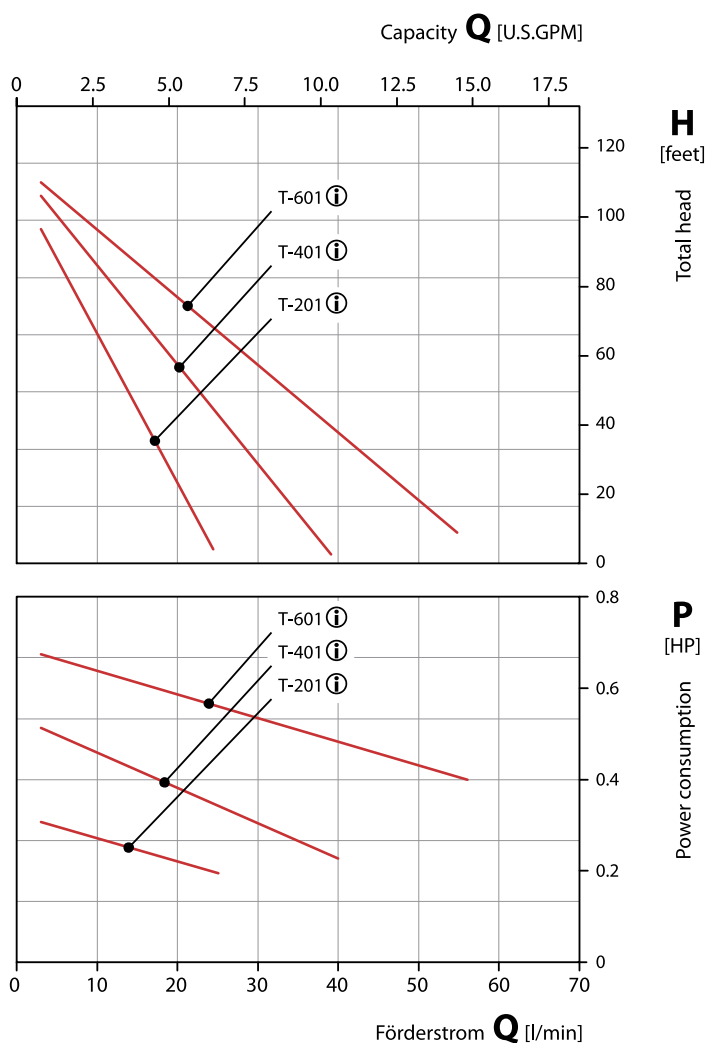 Capacity Q [U.S.GPM]
0 2.5 5.0 7.5 10.0 12.5 15.0 17.5
H
[feet]
Total head
120
100
80
60
40
20
0
T-601 i
T-401 i
T-201 i
P
[HP]
Power consumption
0.8
0.6
0.4
0.2
0
T-601 i
T-401 i
T-201 i
0 10 20 30 40 50 60 70
Förderstrom Q [l/min]